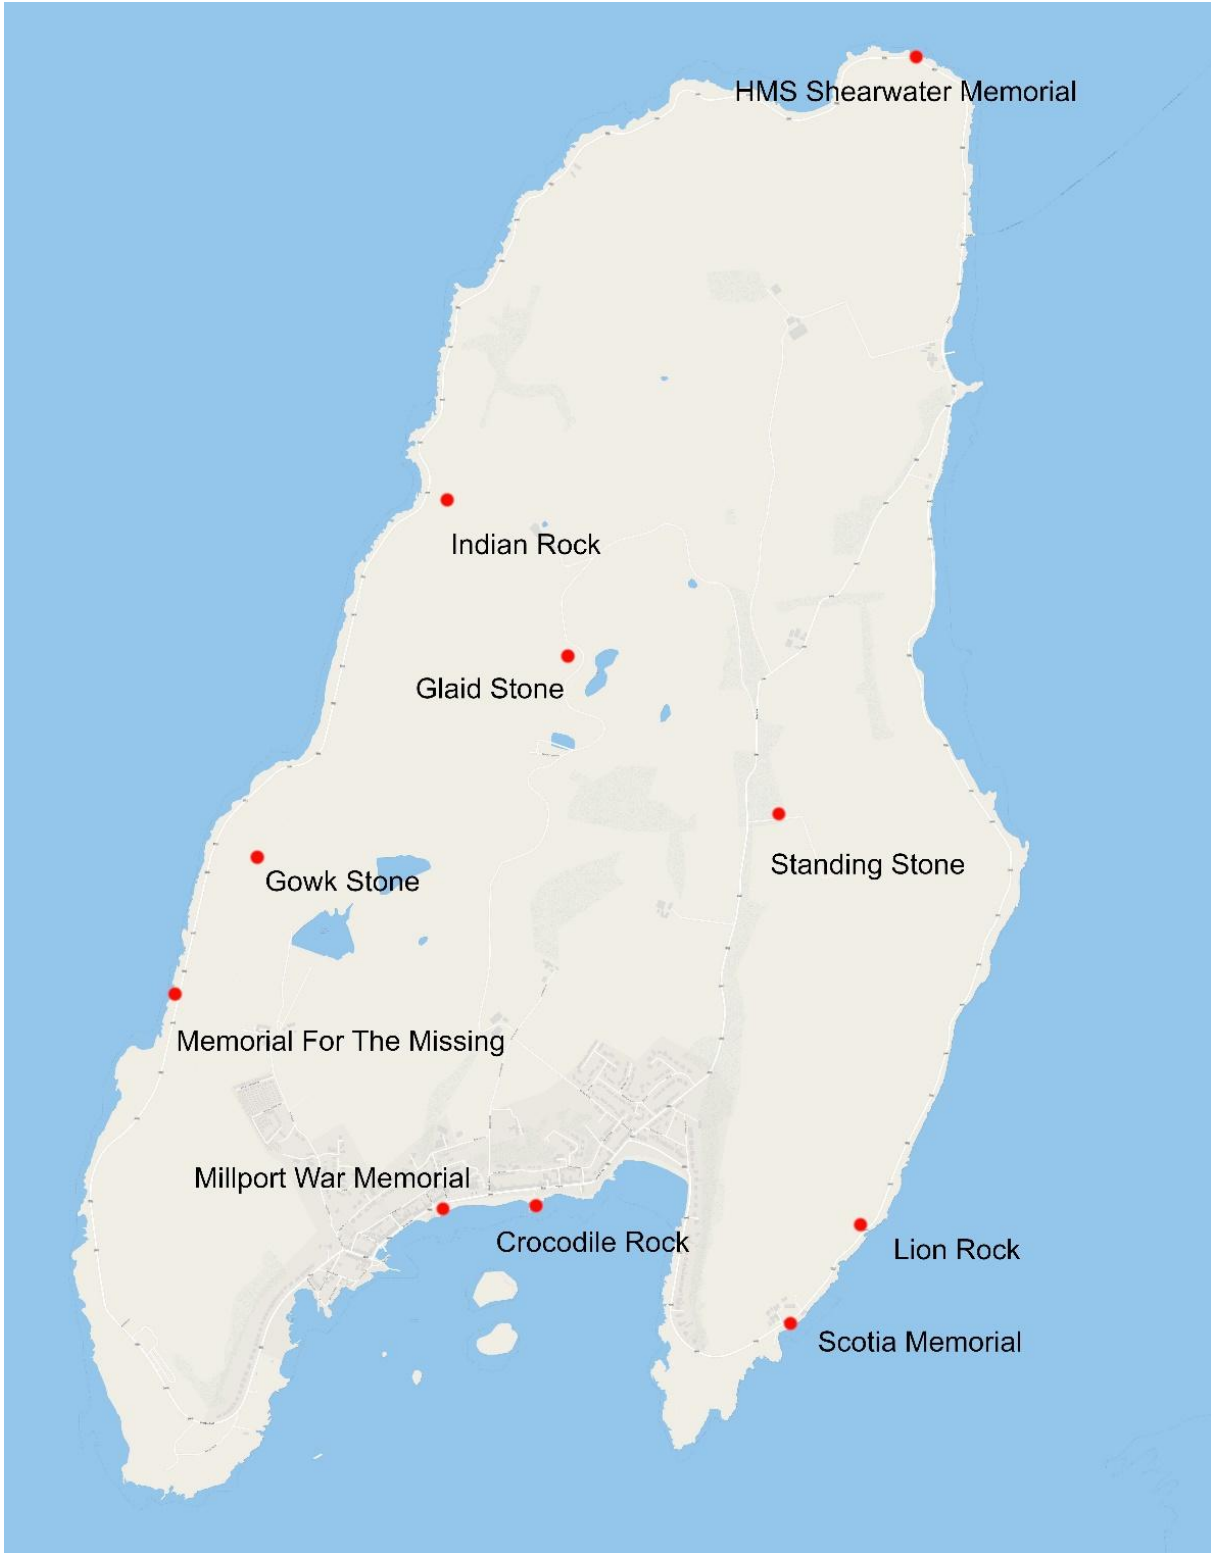 HMS Shearwater Memorial
Indian Rock
Glaid Stone
Standing Stone
Gowk Stone
Memorial For The Missing
Millport War Memorial
Crocodile Rock
Lion Rock
Scotia Memorial